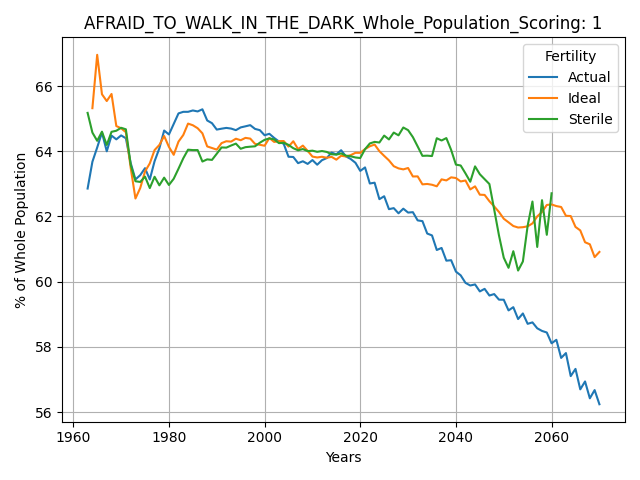 AFRAID_TO_WALK_IN_THE_DARK_Whole_Population_Scoring: 1
Fertility
Actual
Ideal
Sterile
% of Whole Population
66
64
62
60
58
56
1960
1980
2000
2020
2040
2060
Years